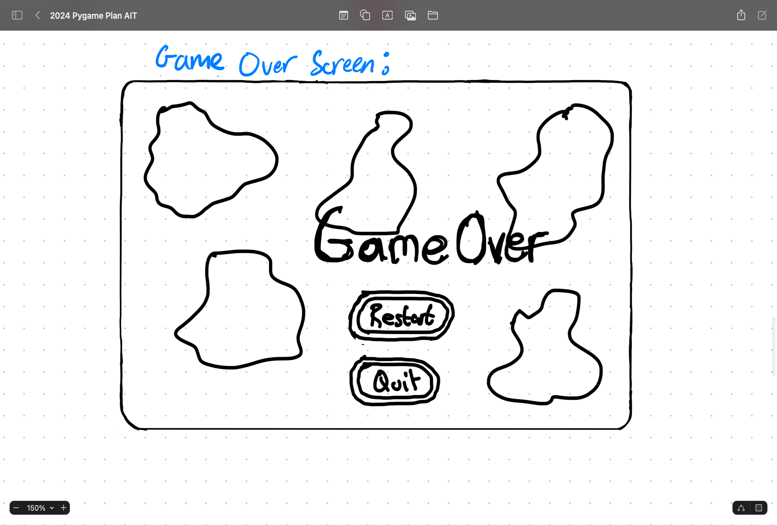 2024 Pygame Plan AIT
Game Over Screen;
Game Over
Restart
Quit
150%